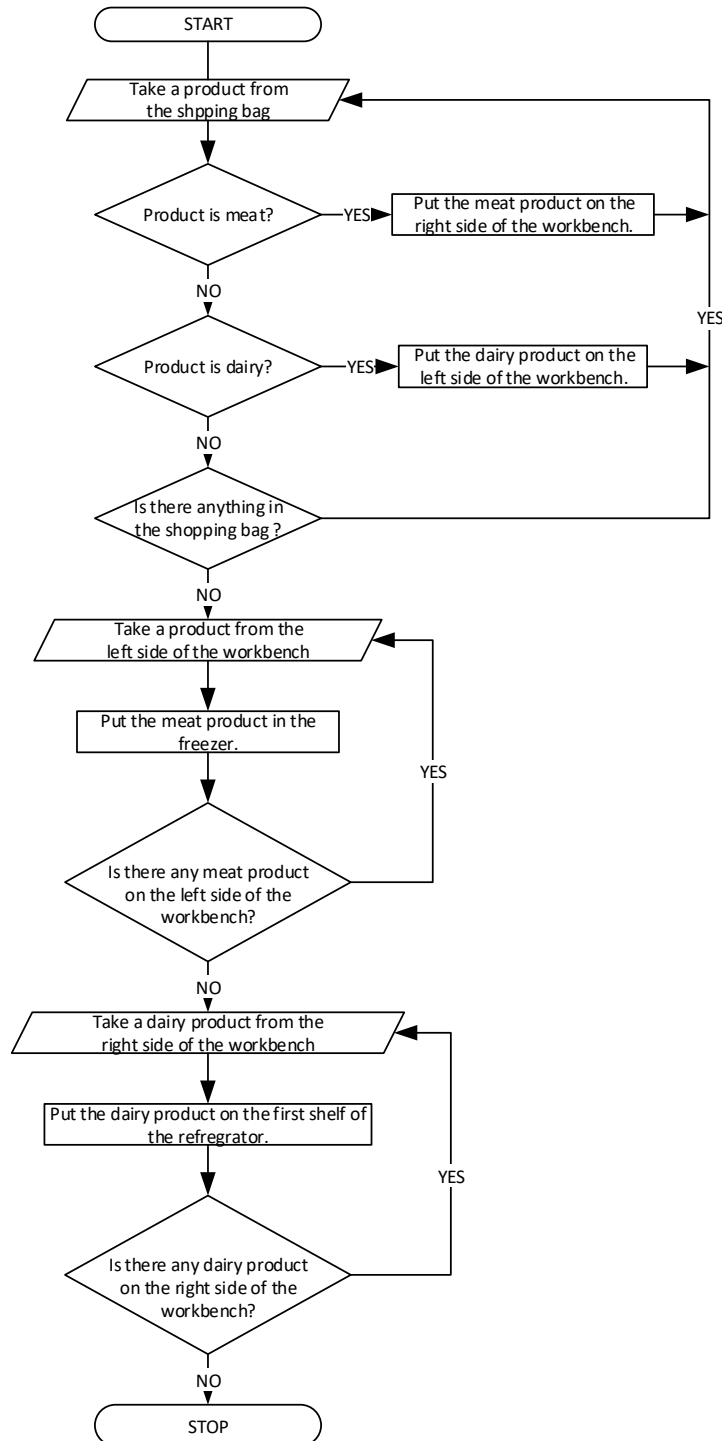 START
Take a product from
the shpping bag
Product is meat?
YES
Put the meat product on the
right side of the workbench.
NO
YES
Product is dairy?
YES
Put the dairy product on the
left side of the workbench.
NO
Is there anything in
the shopping bag ?
NO
Take a product from the
left side of the workbench
Put the meat product in the
freezer.
YES
Is there any meat product
on the left side of the
workbench?
NO
Take a dairy product from the
right side of the workbench
Put the dairy product on the first shelf of
the refregrator.
YES
Is there any dairy product
on the right side of the
workbench?
NO
STOP